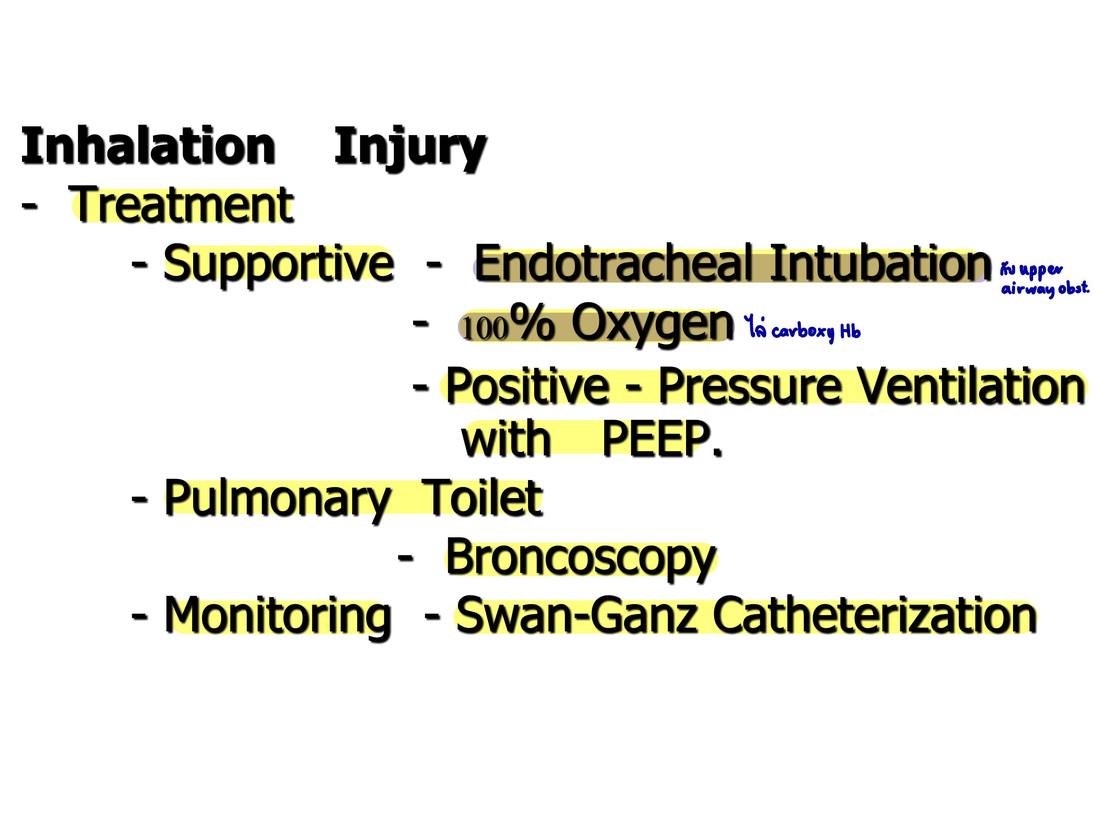 Inhalation Injury
- Treatment
- Supportive - Endotracheal Intubation กัน upper
airway obst.
- 100% Oxygen ไล่ carboxy Hb
- Positive - Pressure Ventilation
with PEEP.
- Pulmonary Toilet
- Broncoscopy
- Monitoring - Swan-Ganz Catheterization